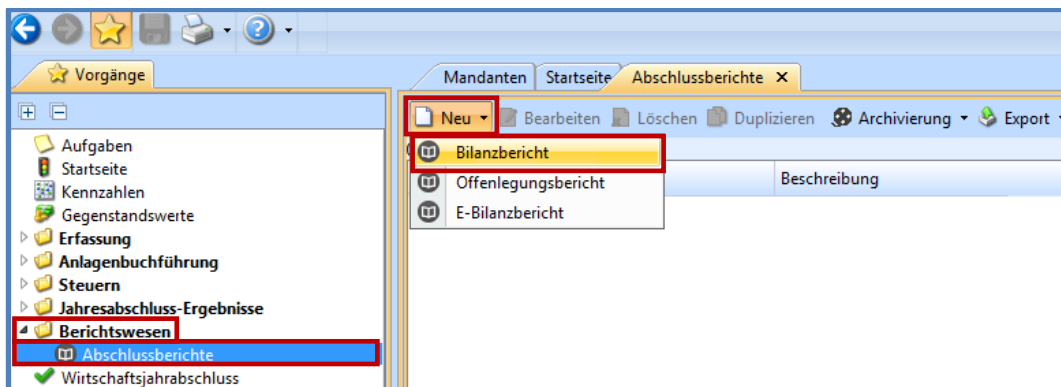 Vorgänge
Mandanten Startseite Abschlussberichte
Neu Bearbeiten Löschen Duplizieren Archivierung Export
Bilanzbericht
Offenlegungsbericht
E-Bilanzbericht
Beschreibung
Aufgaben
Startseite
Kennzahlen
Gegenstandswerte
Erfassung
Anlagenbuchführung
Steuern
Jahresabschluss-Ergebnisse
Berichtswesen
Abschlussberichte
Wirtschaftsjahrabschluss